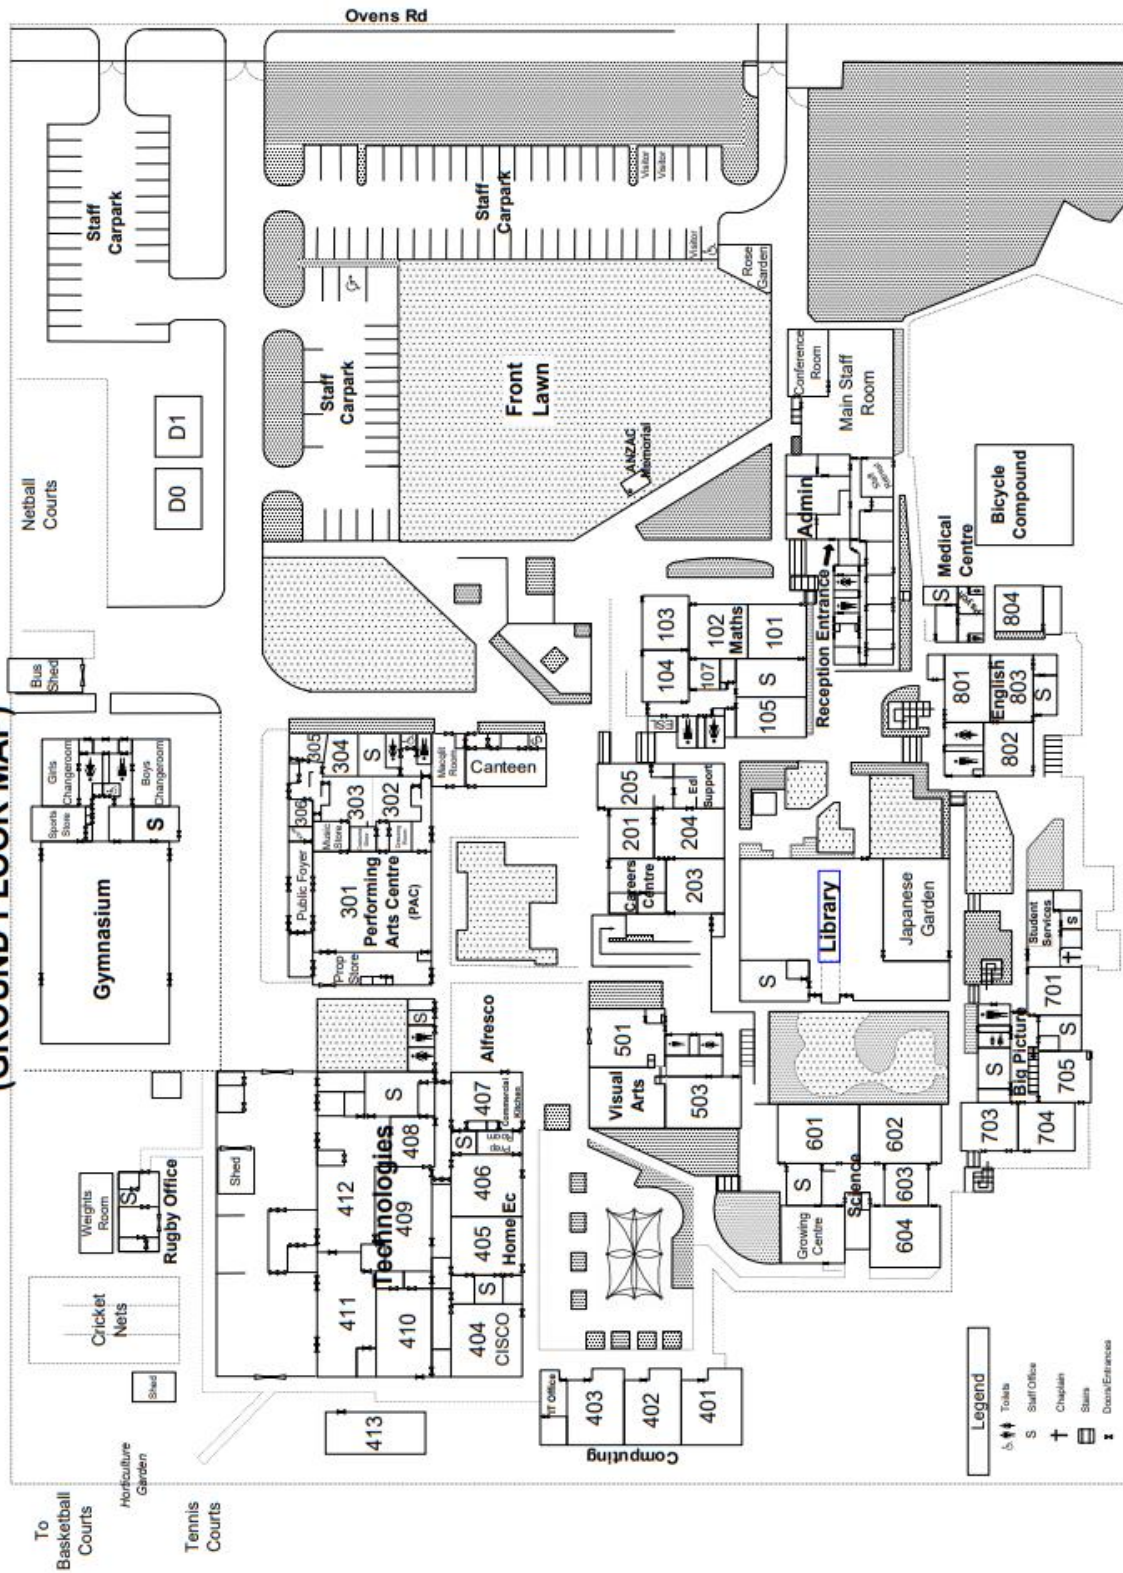 (GROUND FLOOR MAP)
Ovens Rd
Staff
Carpark
Staff
Carpark
Visitor
Visitor
Visitor
Rose
Garden
Staff
Carpark
Front
Lawn
ANZAC
Memorial
Netball
Courts
D1
D0
Conference
Room
Main Staff
Room
Admin
Reception Entrance
Medical
Centre
Bicycle
Compound
S
804
Bus
Shed
103
102
Maths
101
104
107
S
105
801
English
803
S
802
Girls
Changeroom
Boys
Changeroom
Sports
Store
S
Gymnasium
305
304
S
306
303
302
Music
Store
Canteen
Public Foyer
301
Performing
Arts Centre
(PAC)
Prop
Store
205
Ed
Support
201
204
Careers
Centre
203
Library
Japanese
Garden
S
Student
Services
S
701
S
Big Picture
S
705
703
704
501
Visual
Arts
503
Alfresco
S
S
407
Commercial
Kitchen
408
S
Technologies
412
409
406
405
Home Ec
S
411
410
404
CISCO
Shed
Weights
Room
S
Rugby Office
Cricket
Nets
Shed
601
602
S
Science
603
Growing
Centre
604
413
IT Office
403
402
401
Computing
Horticulture
Garden
To
Basketball
Courts
Tennis
Courts
Legend
Toilets
S Staff Office
Chaplain
Stairs
Doors/Entrances